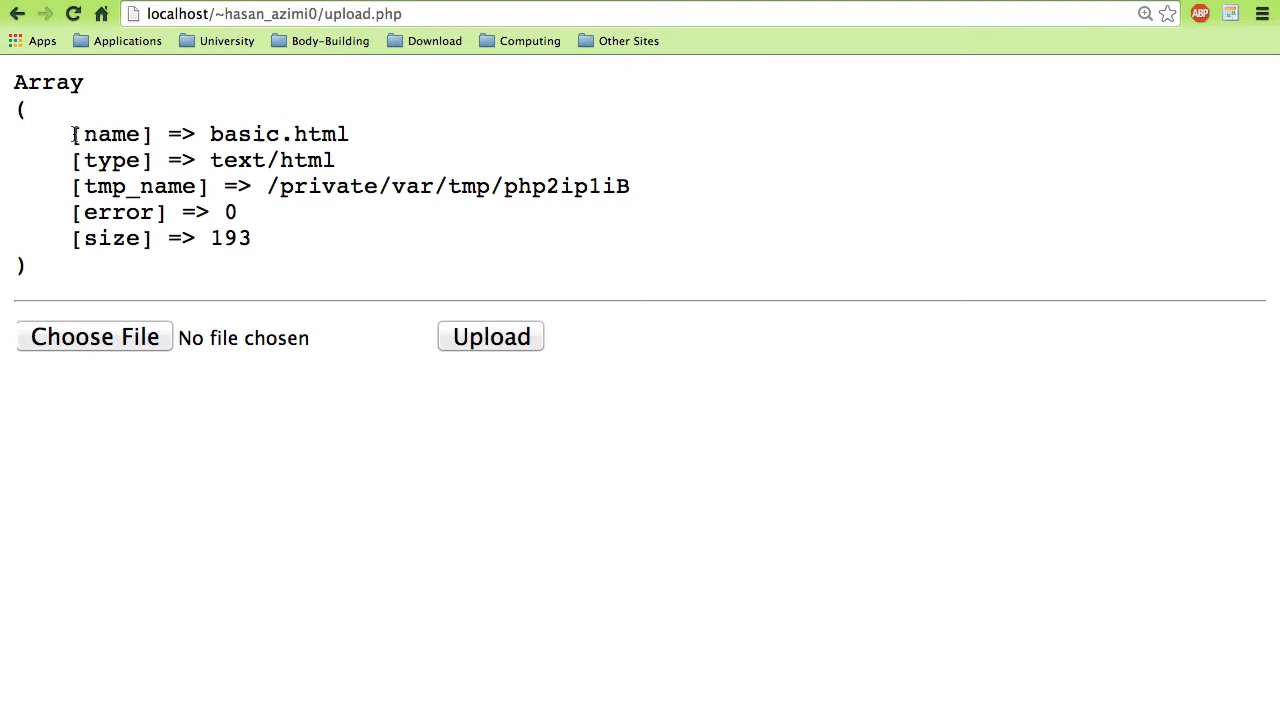 localhost/~hasan_azimi0/upload.php
ABP
Apps Applications University Body-Building Download Computing Other Sites
Array
(
[name] => basic.html
[type] => text/html
[tmp_name] => /private/var/tmp/php2ip1iB
[error] => 0
[size] => 193
)
Choose File No file chosen Upload